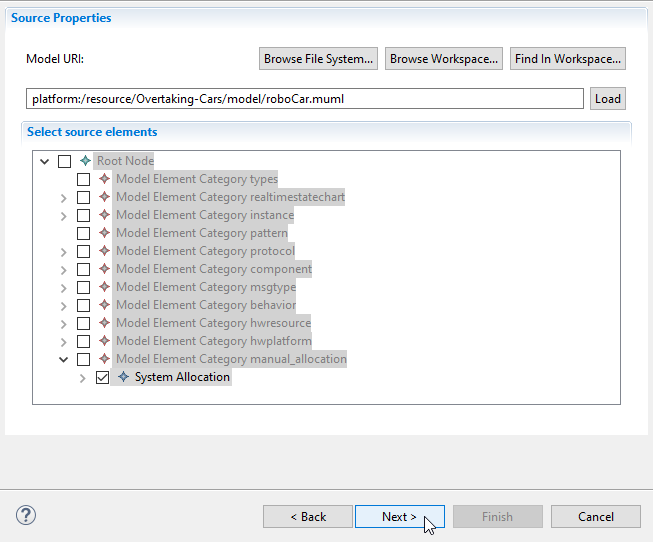 Source Properties
Model URI: Browse File System... Browse Workspace... Find In Workspace...
platform:/resource/Overtaking-Cars/model/roboCar.muml Load
Select source elements
Root Node
Model Element Category types
Model Element Category realtimestatechart
Model Element Category instance
Model Element Category pattern
Model Element Category protocol
Model Element Category component
Model Element Category msgtype
Model Element Category behavior
Model Element Category hwresource
Model Element Category hwplatform
Model Element Category manual_allocation
System Allocation
? < Back Next > Finish Cancel